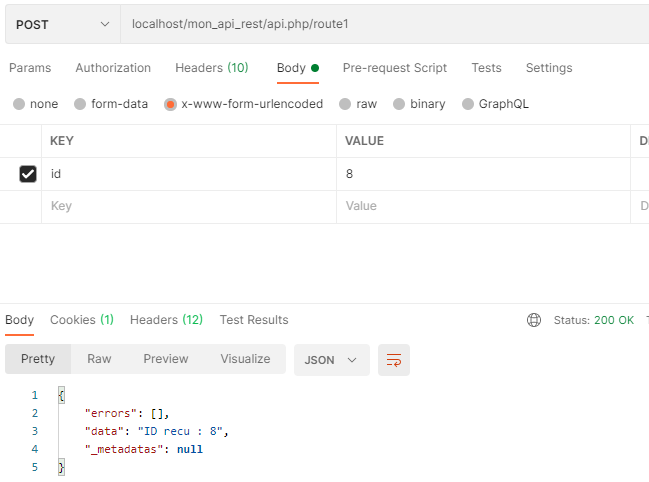 POST localhost/mon_api_rest/api.php/route1
Params Authorization Headers (10) Body Pre-request Script Tests Settings
none form-data x-www-form-urlencoded raw binary GraphQL
KEY VALUE
id 8
Key Value
Body Cookies (1) Headers (12) Test Results Status: 200 OK
Pretty Raw Preview Visualize JSON
1 {
2 "errors": [],
3 "data": "ID recu : 8",
4 "_metadatas": null
5 }